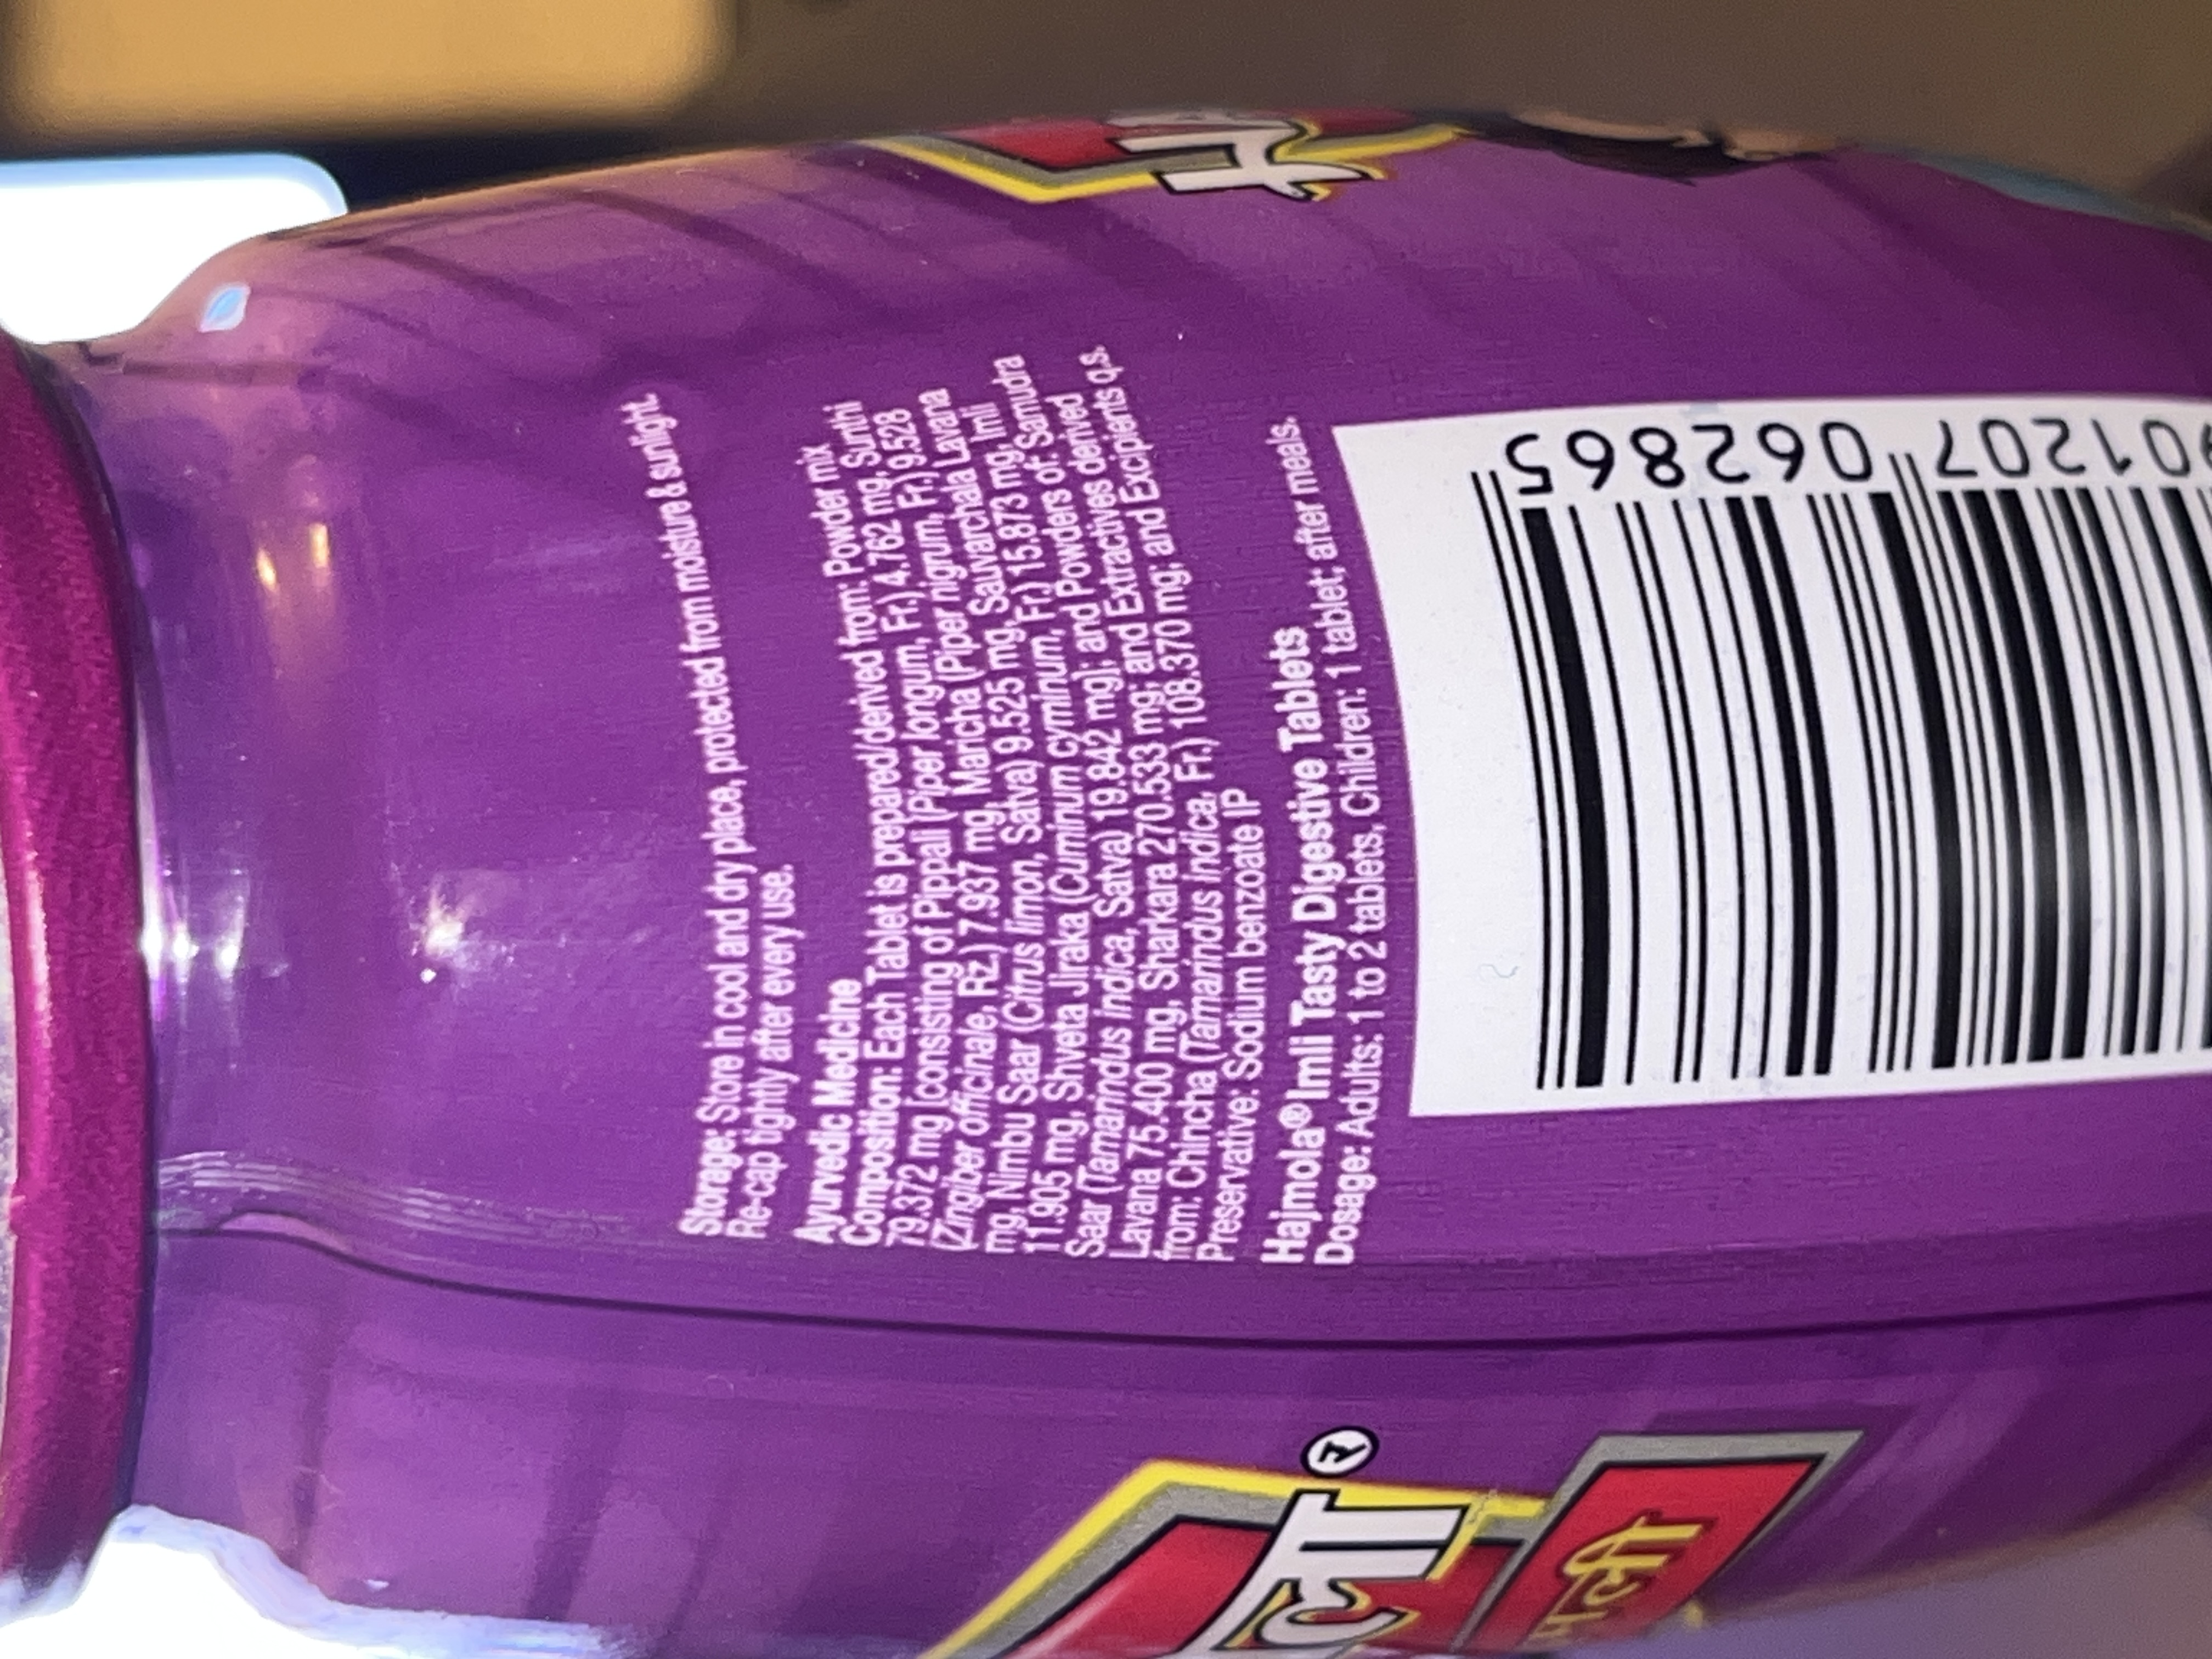 Storage: Store in cool and dry place, protected from moisture & sunlight.
Re-cap tightly after every use.
Ayurvedic Medicine
Composition: Each Tablet is prepared/derived from: Powder mix
79.372 mg [consisting of Pippali (Piper longum, Fr.) 4.762 mg, Sunthi
(Zingiber officinale, Rz.) 7.937 mg, Maricha (Piper nigrum, Fr.) 9.528
mg, Nimbu Saar (Citrus limon, Satva) 9.525 mg, Sauvarchala Lavana
11.905 mg, Shveta Jiraka (Cuminum cyminum, Fr.) 15.873 mg, Imli
Saar (Tamarindus Indica, Satva) 19.842 mg]; and Powders of: Samudra
Lavana 75.400 mg, Sharkara 270.533 mg; and Extractives derived
from: Chincha (Tamarindus Indica, Fr.) 108.370 mg; and Excipients q.s.
Preservative: Sodium benzoate IP
Hajmola® Imli Tasty Digestive Tablets
Dosage: Adults: 1 to 2 tablets, Children: 1 tablet; after meals.
901207 062865
®